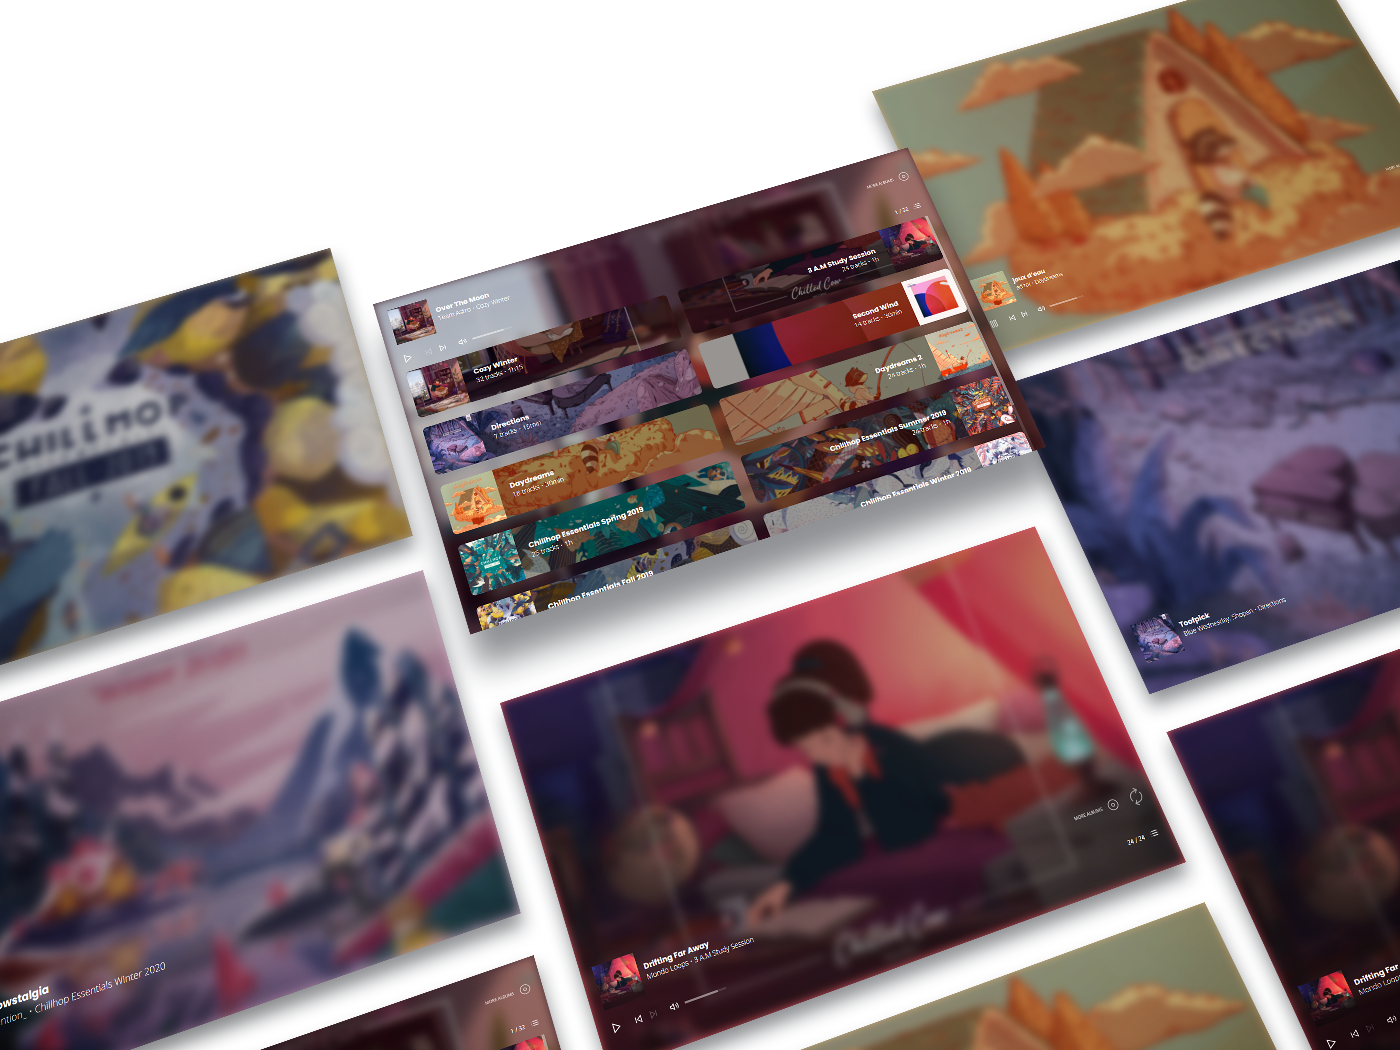 MORE ALBUMS
1 / 32
Over The Moon
Team Astro • Cozy Winter
3 A.M Study Session
24 tracks • 1h
Chilled Cow
Cozy Winter
32 tracks • 1h15
Second Wind
14 tracks • 30min
Directions
7 tracks • 15min
Daydreams 2
24 tracks • 1h
Daydreams
18 tracks • 30min
Chillhop Essentials Summer 2019
26 tracks • 1h
Chillhop Essentials Spring 2019
25 tracks • 1h
Chillhop Essentials Winter 2019
Chillhop Essentials Fall 2019
joux d'eau
Daydreams
Toofpick
Blue Wednesday, Shopan • Directions
CHILLHOP
owstalgia
ntion_ • Chillhop Essentials Winter 2020
MORE ALBUMS
24 / 24
Chilled Cow
Drifting Far Away
Mondo Loops • 3 A.M Study Session
MORE ALBUMS
1 / 32
Drifting Far
Mondo Loops